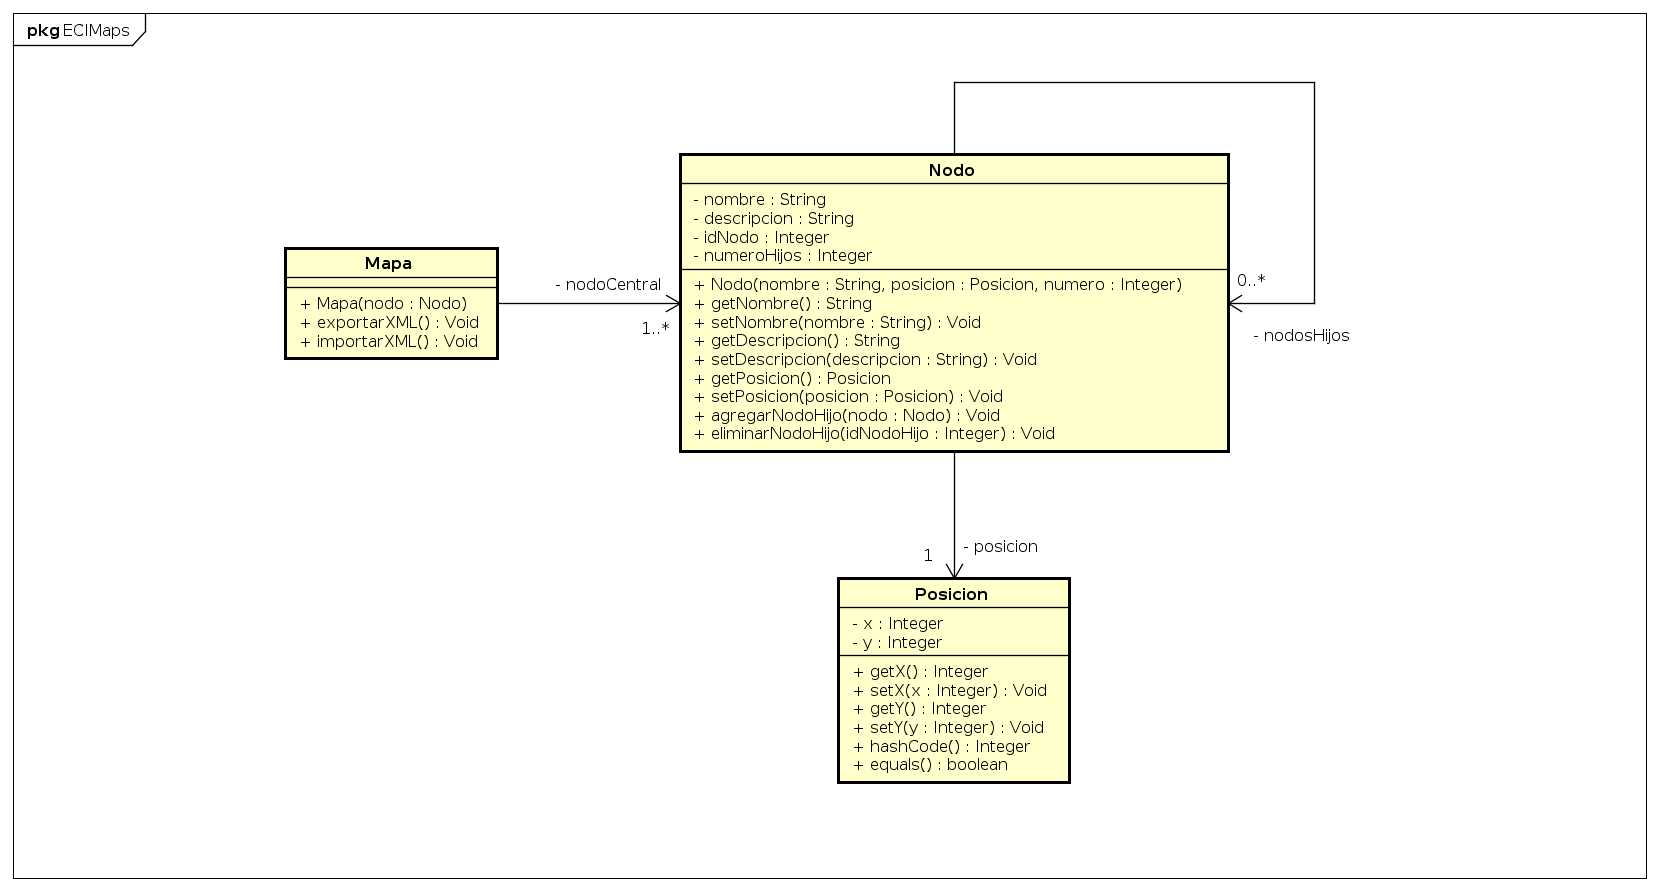 pkg ECIMaps
Nodo
- nombre : String
- descripcion : String
- idNodo : Integer
- numeroHijos : Integer
+ Nodo(nombre : String, posicion : Posicion, numero : Integer)
+ getNombre() : String
+ setNombre(nombre : String) : Void
+ getDescripcion() : String
+ setDescripcion(descripcion : String) : Void
+ getPosicion() : Posicion
+ setPosicion(posicion : Posicion) : Void
+ agregarNodoHijo(nodo : Nodo) : Void
+ eliminarNodoHijo(idNodoHijo : Integer) : Void
Mapa
+ Mapa(nodo : Nodo)
+ exportarXML() : Void
+ importarXML() : Void
- nodoCentral
1..*
0..*
- nodosHijos
1
- posicion
Posicion
- x : Integer
- y : Integer
+ getX() : Integer
+ setX(x : Integer) : Void
+ getY() : Integer
+ setY(y : Integer) : Void
+ hashCode() : Integer
+ equals() : boolean